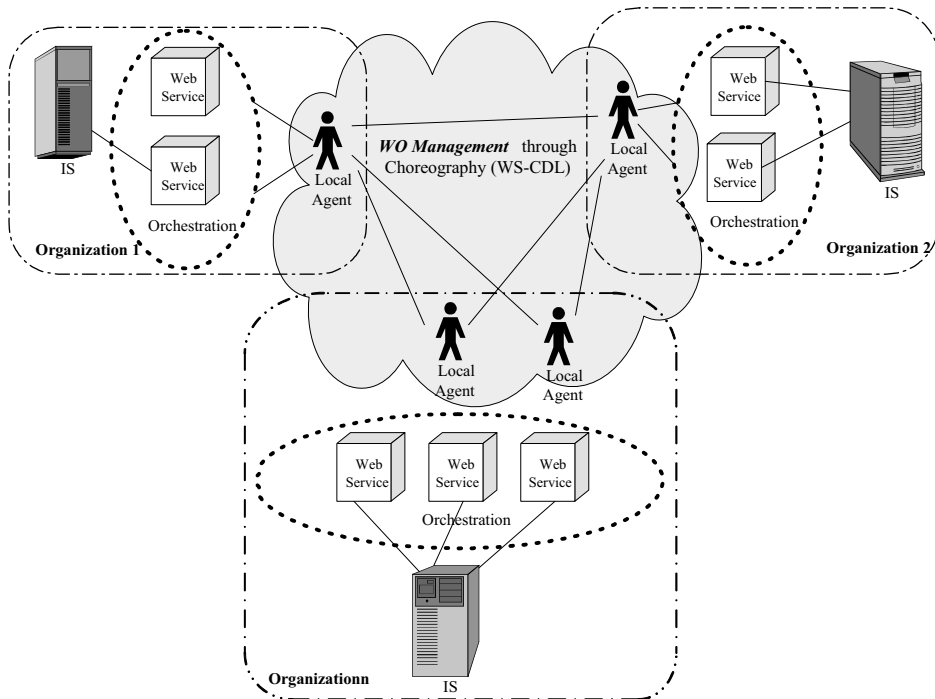 Web
Service
Web
Service
IS
Orchestration
Organization 1
Local
Agent
WO Management through
Choreography (WS-CDL)
Local
Agent
Web
Service
Web
Service
IS
Orchestration
Organization 2
Local
Agent
Local
Agent
Web
Service
Web
Service
Web
Service
Orchestration
Organizationn
IS